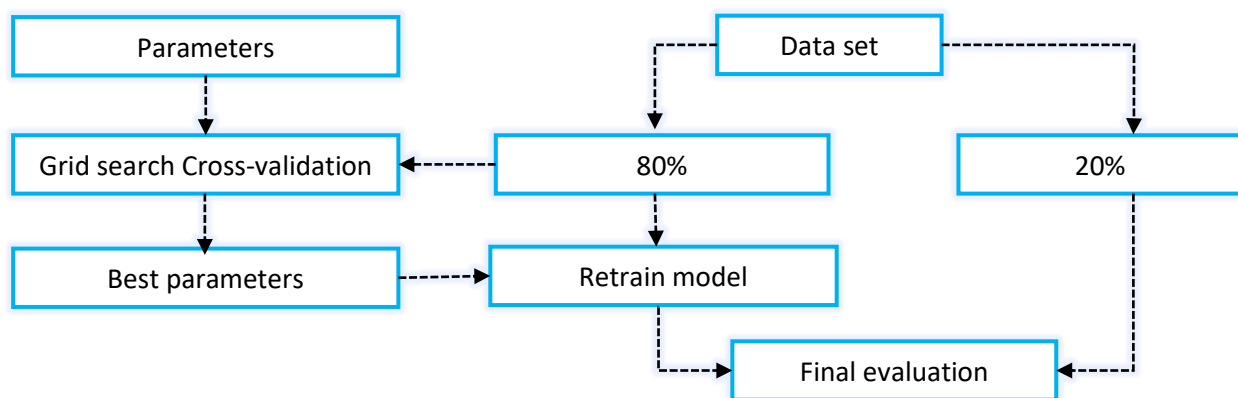 Parameters
Data set
Grid search Cross-validation
80%
20%
Best parameters
Retrain model
Final evaluation